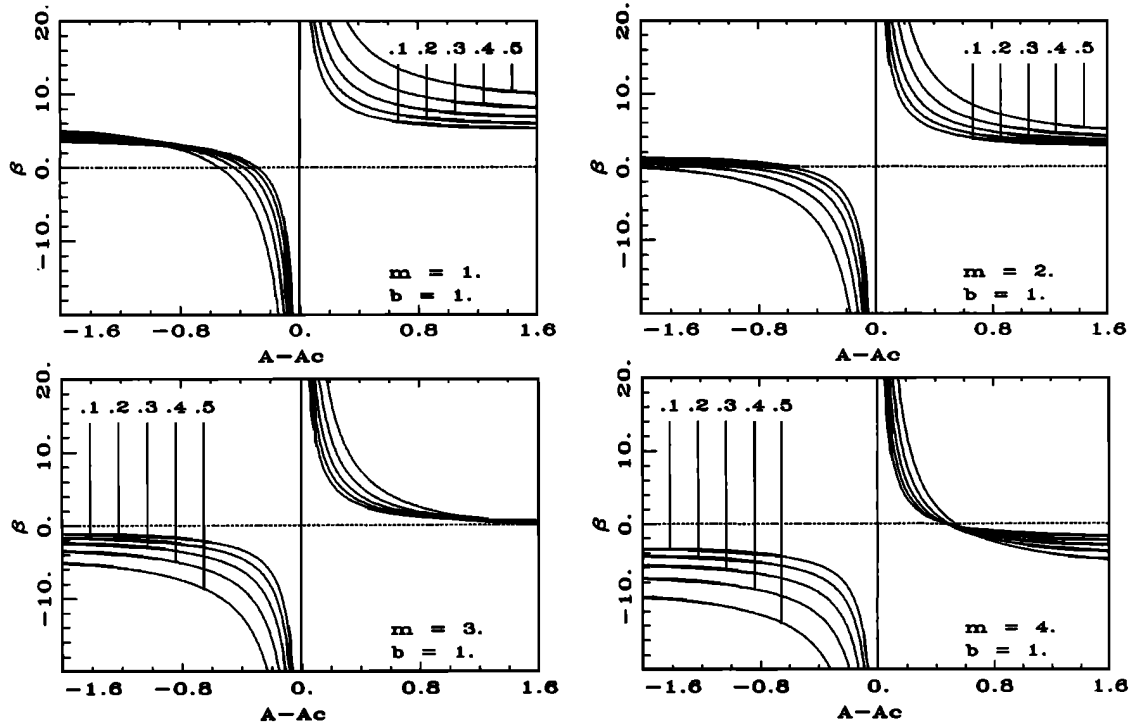 20.
10.
0.
-10.
β
.1 .2 .3 .4 .5
m = 1.
b = 1.
-1.6 -0.8 0. 0.8 1.6
A-Ac
20.
10.
0.
-10.
β
.1 .2 .3 .4 .5
m = 2.
b = 1.
-1.6 -0.8 0. 0.8 1.6
A-Ac
20.
10.
0.
-10.
β
.1 .2 .3 .4 .5
m = 3.
b = 1.
-1.6 -0.8 0. 0.8 1.6
A-Ac
20.
10.
0.
-10.
β
.1 .2 .3 .4 .5
m = 4.
b = 1.
-1.6 -0.8 0. 0.8 1.6
A-Ac